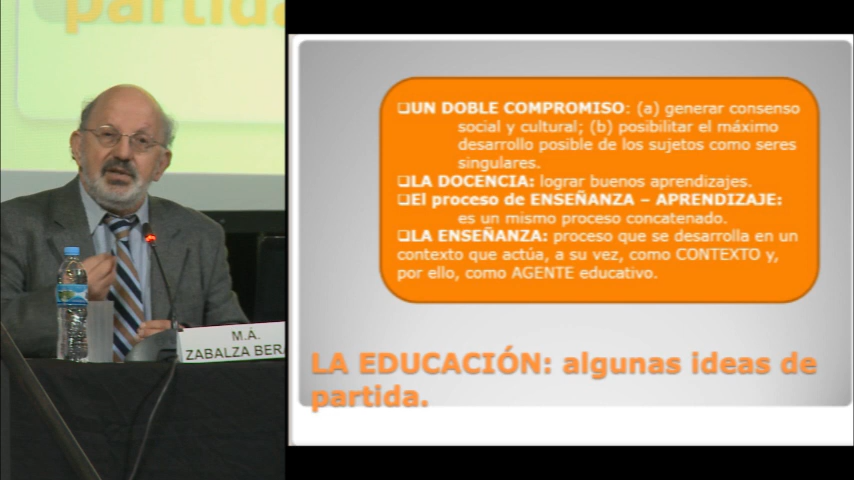 partida
❑UN DOBLE COMPROMISO: (a) generar consenso
social y cultural; (b) posibilitar el máximo
desarrollo posible de los sujetos como seres
singulares.
❑LA DOCENCIA: lograr buenos aprendizajes.
❑El proceso de ENSEÑANZA – APRENDIZAJE:
es un mismo proceso concatenado.
❑LA ENSEÑANZA: proceso que se desarrolla en un
contexto que actúa, a su vez, como CONTEXTO y,
por ello, como AGENTE educativo.
LA EDUCACIÓN: algunas ideas de
partida.
M.A.
ZABALZA BERA